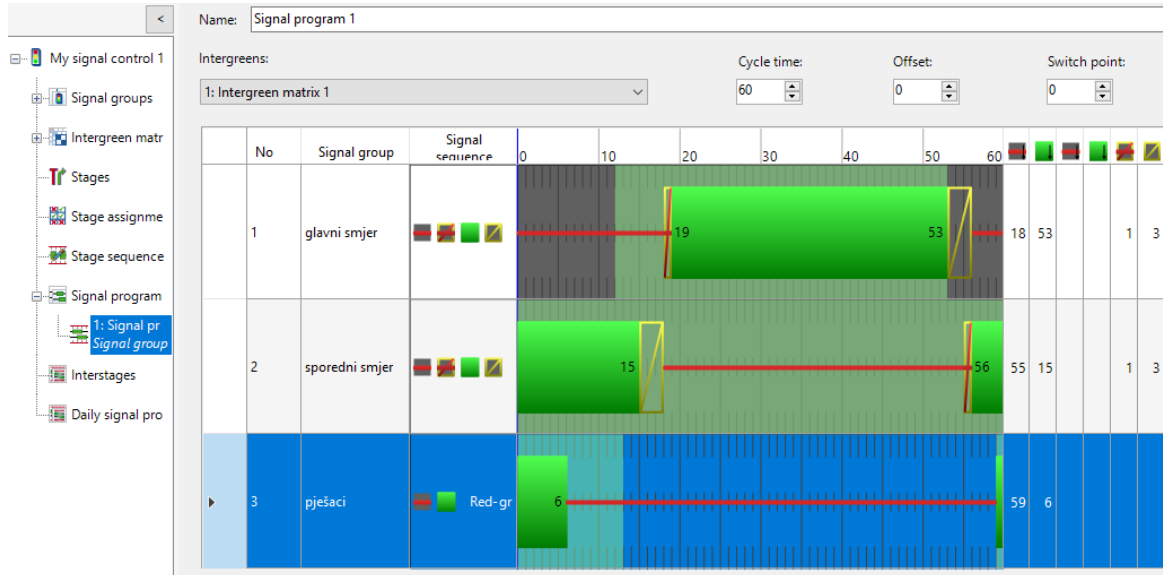 <
Name: Signal program 1
My signal control 1
Signal groups
Intergreen matr
Stages
Stage assignme
Stage sequence
Signal program
1: Signal pr
Signal group
Interstages
Daily signal pro
Intergreens:
Cycle time:
Offset:
Switch point:
1: Intergreen matrix 1
60
0
0
No
Signal group
Signal
sequence
0 10 20 30 40 50 60
1 glavni smjer 19 53 18 53 1 3
2 sporedni smjer 15 56 55 15 1 3
3 pješaci Red-gr 6 59 6